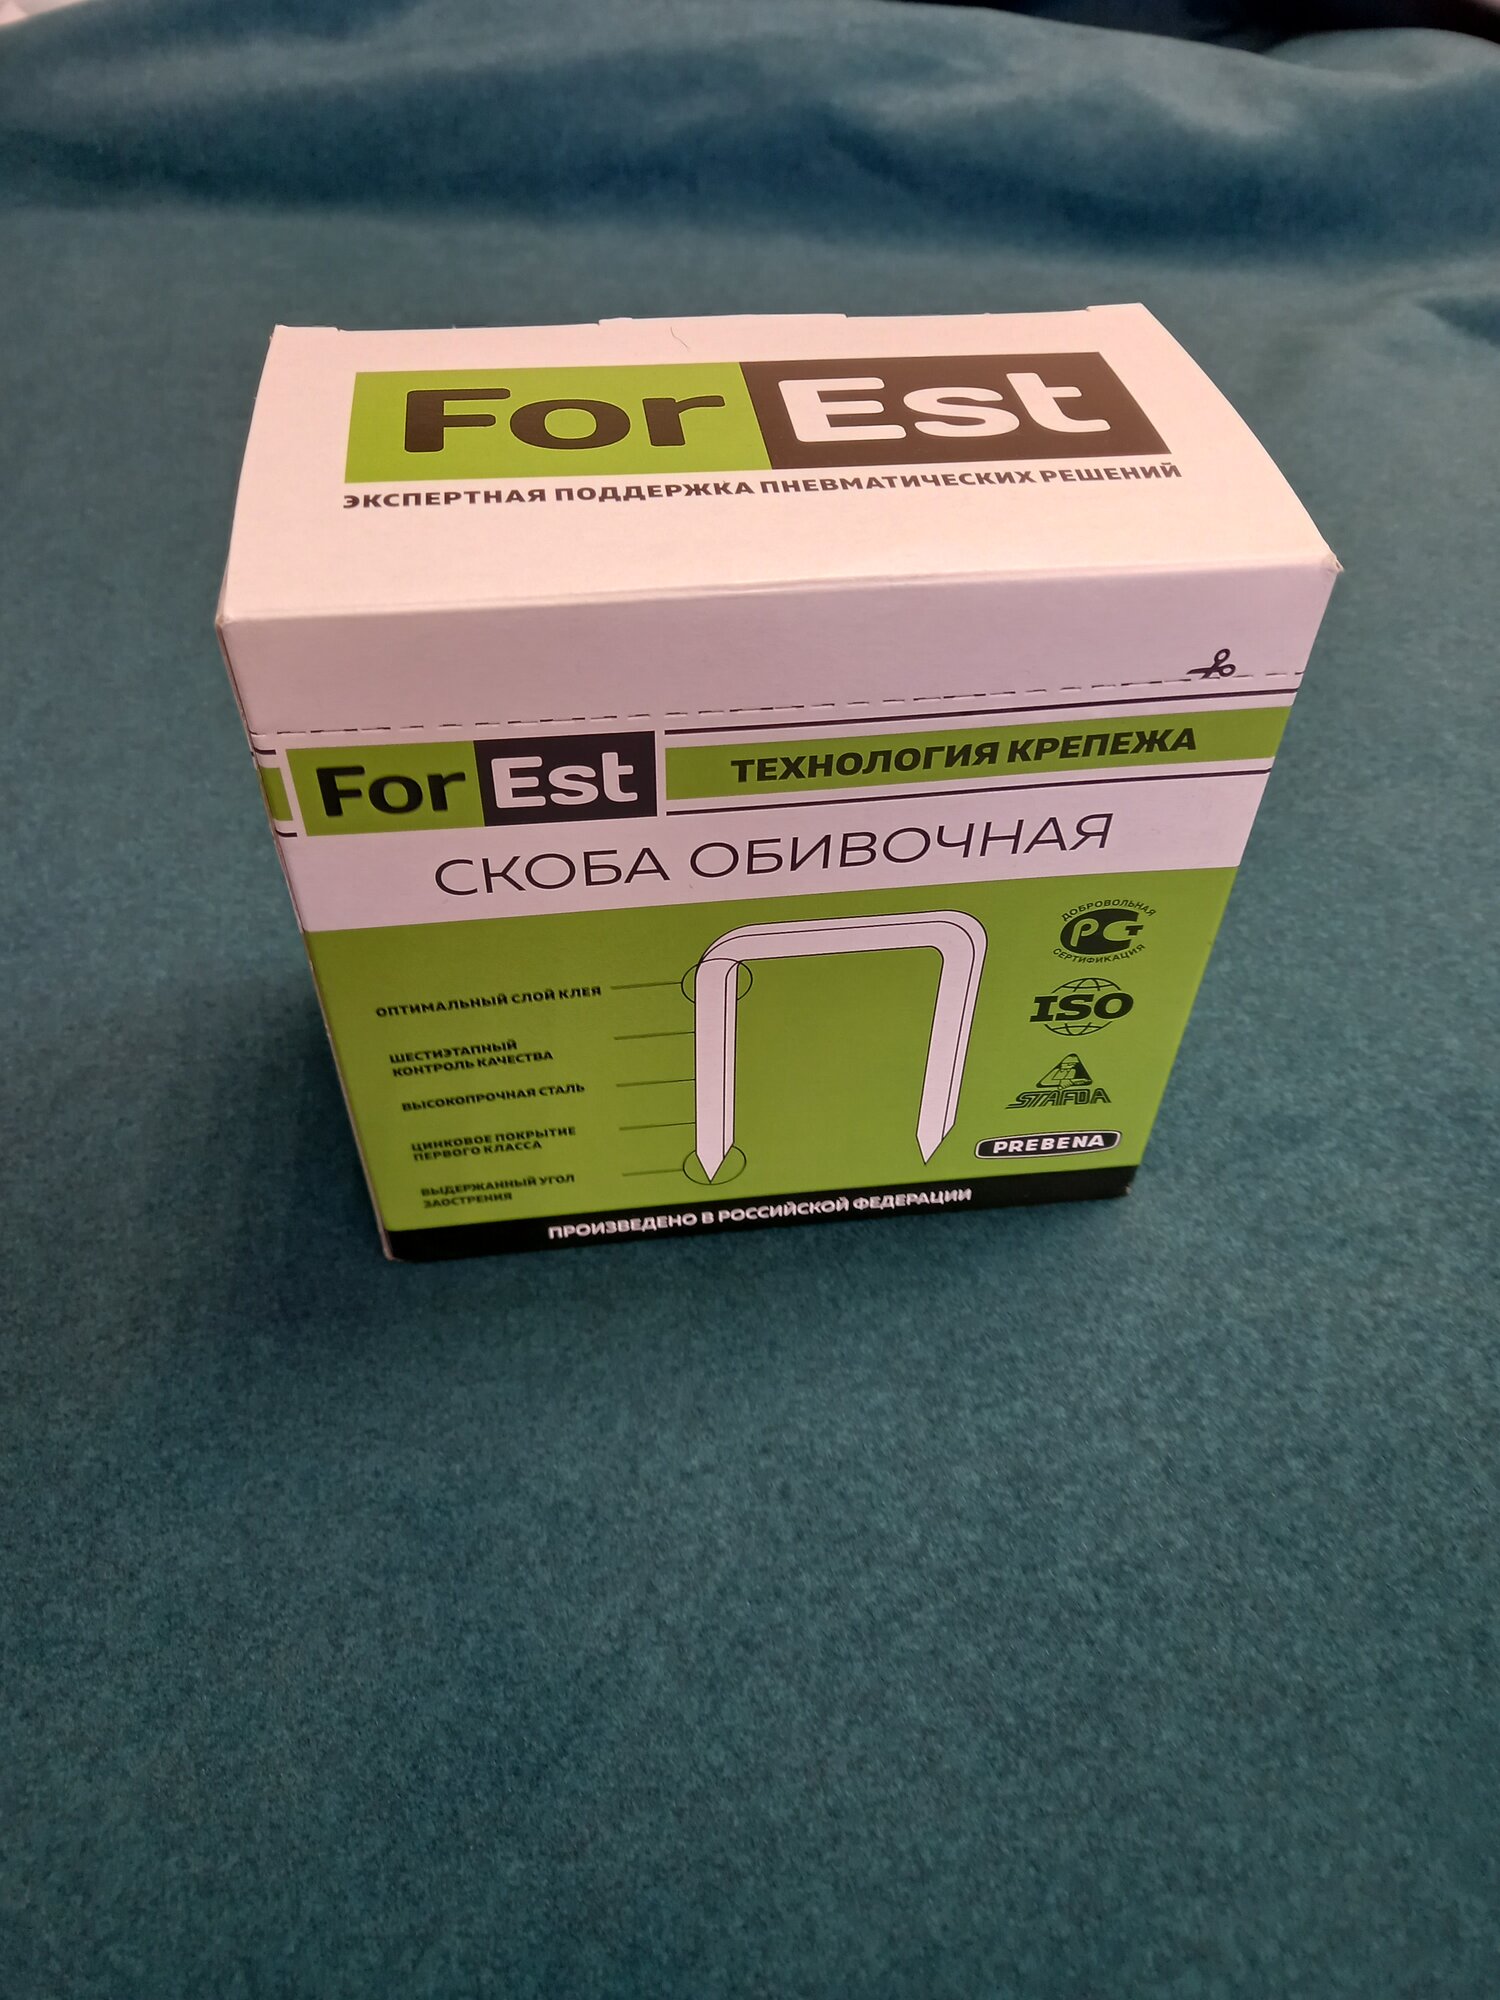 For Est
ЭКСПЕРТНАЯ ПОДДЕРЖКА ПНЕВМАТИЧЕСКИХ РЕШЕНИЙ
For Est
ТЕХНОЛОГИЯ КРЕПЕЖА
СКОБА ОБИВОЧНАЯ
ОПТИМАЛЬНЫЙ СЛОЙ КЛЕЯ
ШЕСТИЭТАПНЫЙ
КОНТРОЛЬ КАЧЕСТВА
ВЫСОКОПРОЧНАЯ СТАЛЬ
ЦИНКОВОЕ ПОКРЫТИЕ
ПЕРВОГО КЛАССА
ВЫДЕРЖАННЫЙ УГОЛ
ЗАОСТРЕНИЯ
ДОБРОВОЛЬНАЯ
РСТ
СЕРТИФИКАЦИЯ
ISO
STAFDA
PREBENA
ПРОИЗВЕДЕНО В РОССИЙСКОЙ ФЕДЕРАЦИИ